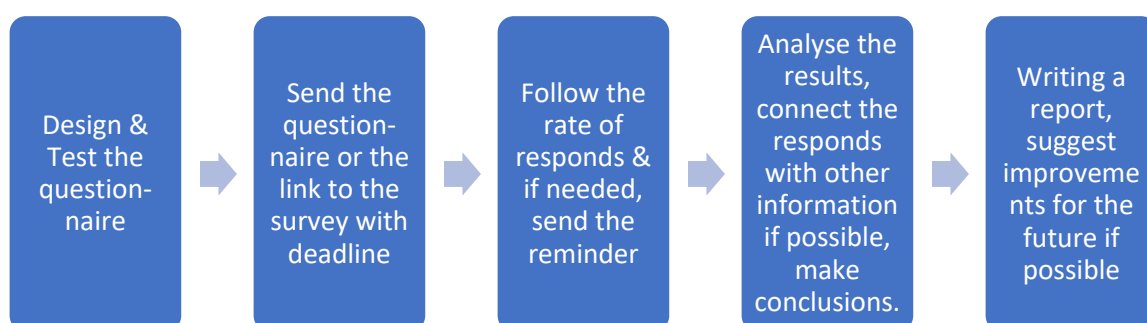 Design &
Test the
question-
naire
Send the
question-
naire or the
link to the
survey with
deadline
Follow the
rate of
responds &
if needed,
send the
reminder
Analyse the
results,
connect the
responds
with other
information
if possible,
make
conclusions.
Writing a
report,
suggest
improveme
nts for the
future if
possible